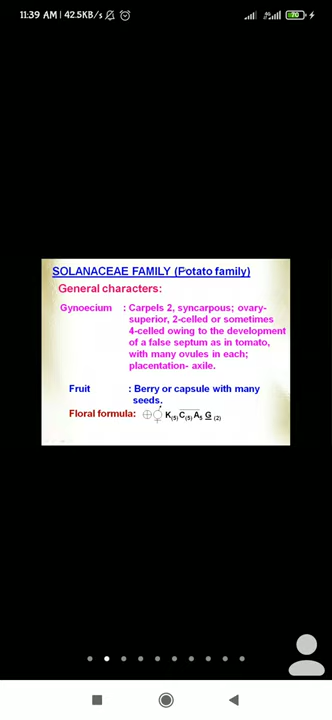 11:39 AM | 42.5KB/s
4G
70
SOLANACEAE FAMILY (Potato family)
General characters:
Gynoecium : Carpels 2, syncarpous; ovary-
superior, 2-celled or sometimes
4-celled owing to the development
of a false septum as in tomato,
with many ovules in each;
placentation- axile.
Fruit : Berry or capsule with many
seeds.
Floral formula: ⊕ ⚥ K(5) C(5) A5 G (2)